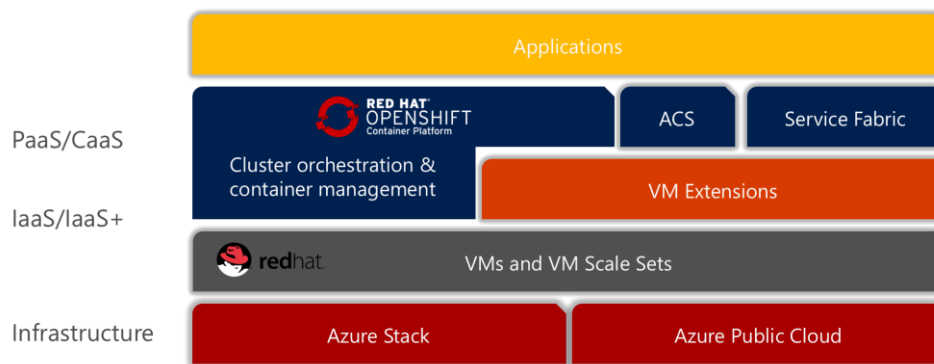 Applications
PaaS/CaaS
RED HAT®
OPENSHIFT
Container Platform
ACS
Service Fabric
Cluster orchestration &
container management
VM Extensions
IaaS/IaaS+
redhat.
VMs and VM Scale Sets
Infrastructure
Azure Stack
Azure Public Cloud